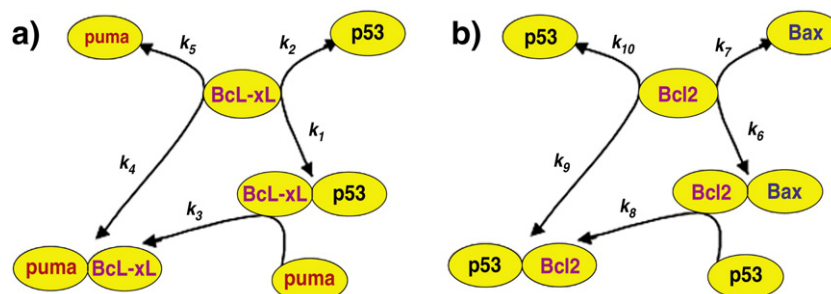 a)
puma
k5
k2
p53
BcL-xL
k4
k1
BcL-xL
p53
k3
puma
BcL-xL
puma
b)
p53
k10
k7
Bax
Bcl2
k9
k6
Bcl2
Bax
k8
p53
Bcl2
p53